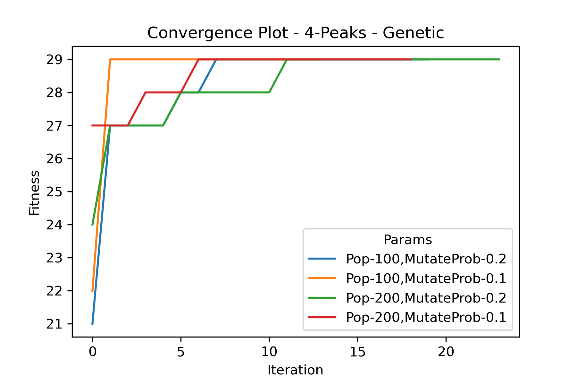 Convergence Plot - 4-Peaks - Genetic
29
28
27
26
25
24
23
22
21
Fitness
0
5
10
15
20
Iteration
Params
Pop-100,MutateProb-0.2
Pop-100,MutateProb-0.1
Pop-200,MutateProb-0.2
Pop-200,MutateProb-0.1